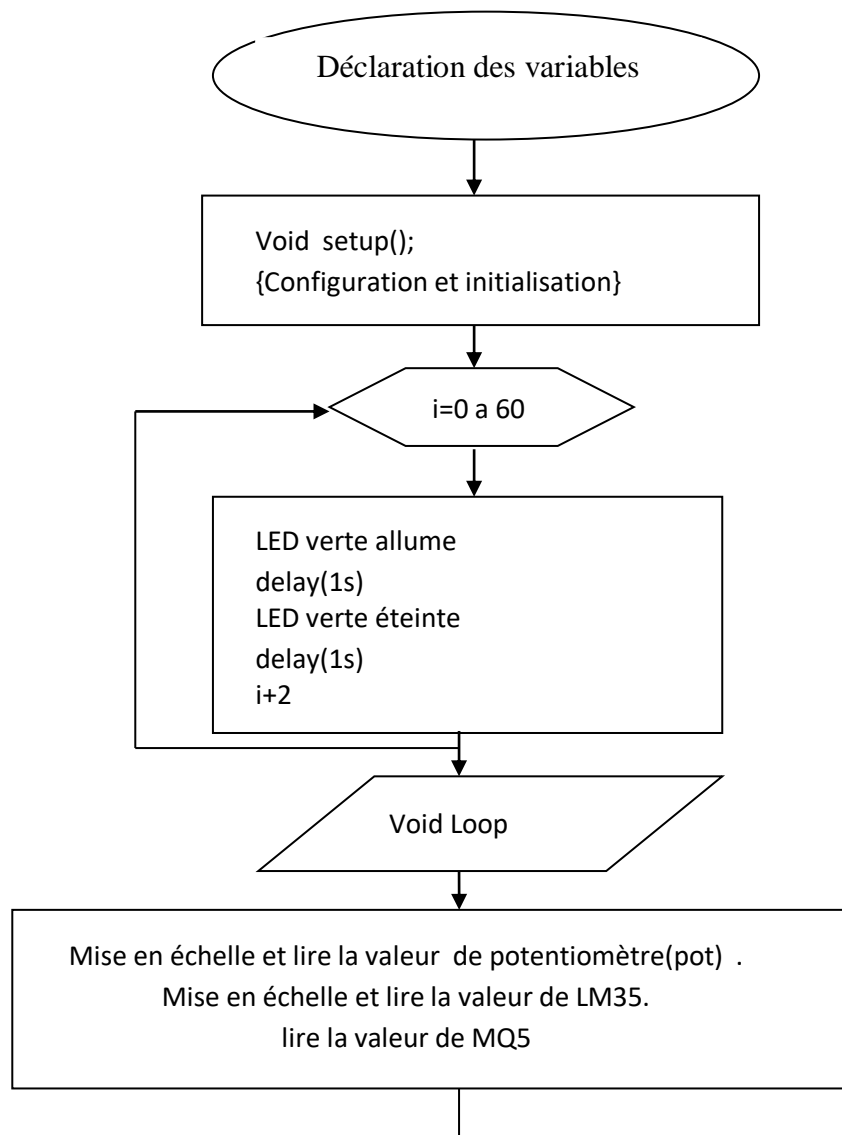 Déclaration des variables
Void setup();
{Configuration et initialisation}
i=0 a 60
LED verte allume
delay(1s)
LED verte éteinte
delay(1s)
i+2
Void Loop
Mise en échelle et lire la valeur de potentiomètre(pot) .
Mise en échelle et lire la valeur de LM35.
lire la valeur de MQ5